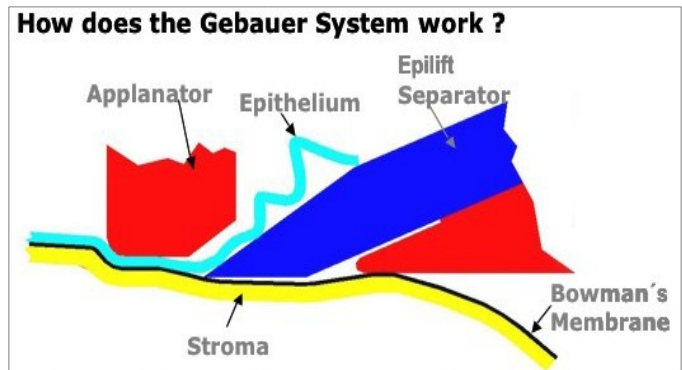 How does the Gebauer System work ?
Applanator
Epithelium
Epilift
Separator
Stroma
Bowman´s
Membrane